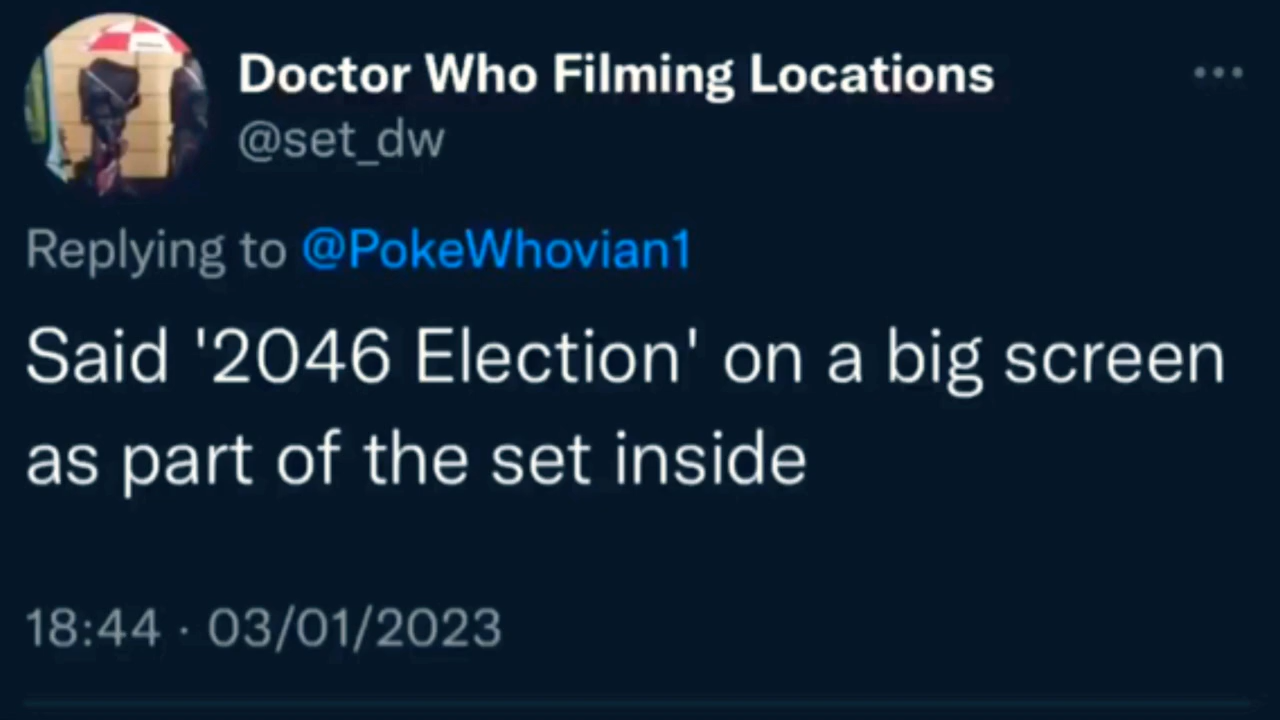 Doctor Who Filming Locations
@set_dw
Replying to @PokeWhovian1
Said '2046 Election' on a big screen
as part of the set inside
18:44 · 03/01/2023